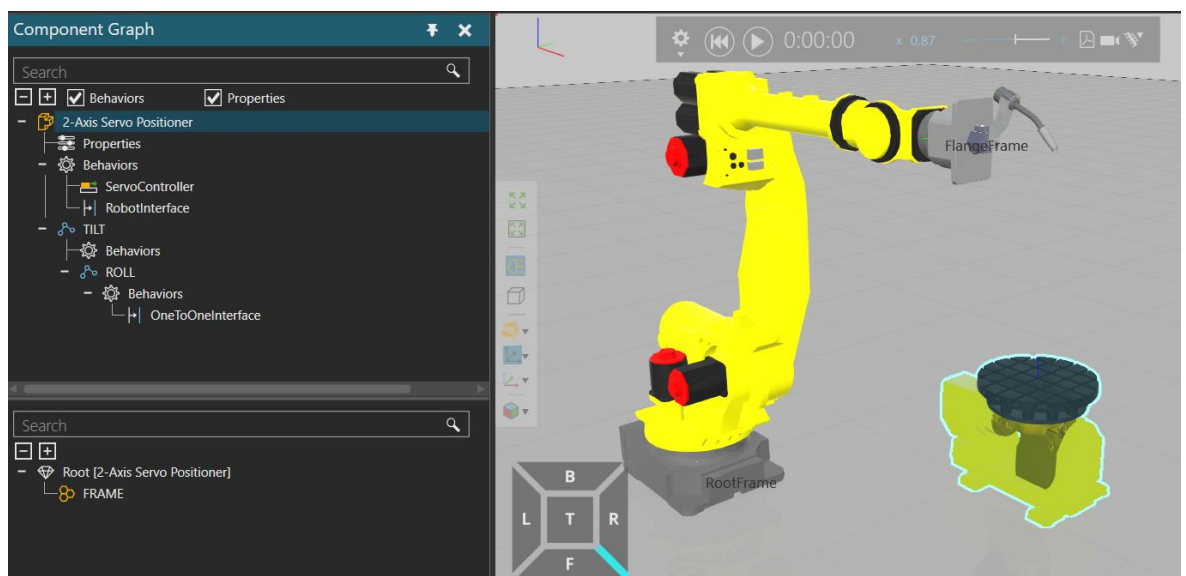 Component Graph
Search
Behaviors
Properties
2-Axis Servo Positioner
Properties
Behaviors
ServoController
RobotInterface
TILT
Behaviors
ROLL
Behaviors
OneToOneInterface
Search
Root [2-Axis Servo Positioner]
FRAME
0:00:00
x 0.87
FlangeFrame
RootFrame
B
L T R
F